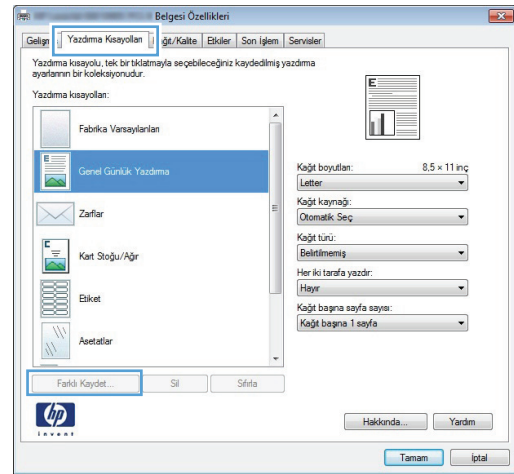 Belgesi Özellikleri
Yazdırma Kısayolları
Etkiler
Son İşlem
Servisler
Yazdırma kısayolu, tek bir tıklatmayla seçebileceğiniz kaydedilmiş yazdırma
ayarlarının bir koleksiyonudur.
Yazdırma kısayolları:
Fabrika Varsayılanları
Genel Günlük Yazdırma
Zarflar
Kart Stoğu/Ağır
Etiket
Asetatlar
Farklı Kaydet...
Sil
Sıfırla
E
Kağıt boyutları: 8,5 × 11 inç
Letter
Kağıt kaynağı:
Otomatik Seç
Kağıt türü:
Belirtilmemiş
Her iki tarafa yazdır:
Hayır
Kağıt başına sayfa sayısı:
Kağıt başına 1 sayfa
hp
invent
Hakkında...
Yardım
Tamam
İptal